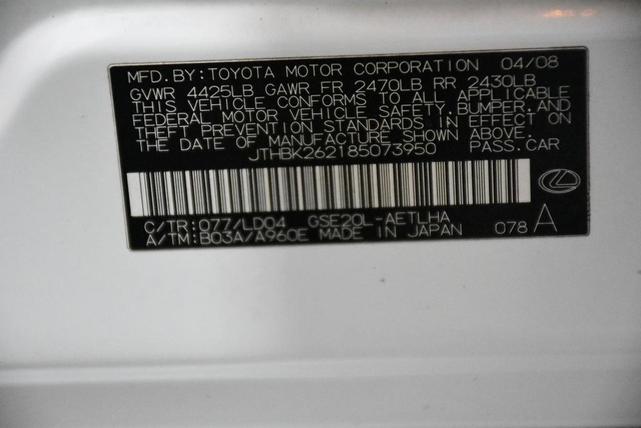 MFD. BY: TOYOTA MOTOR CORPORATION 04/08
GVWR 4425LB GAWR FR 2470LB RR 2430LB
THIS VEHICLE CONFORMS TO ALL APPLICABLE
FEDERAL MOTOR VEHICLE SAFETY, BUMPER, AND
THEFT PREVENTION STANDARDS IN EFFECT ON
THE DATE OF MANUFACTURE SHOWN ABOVE.
JTHBK262185073950 PASS. CAR
C/TR: 077/LD04 GSE20L-AETLHA
A/TM: B03A/A960E MADE IN JAPAN 078 A